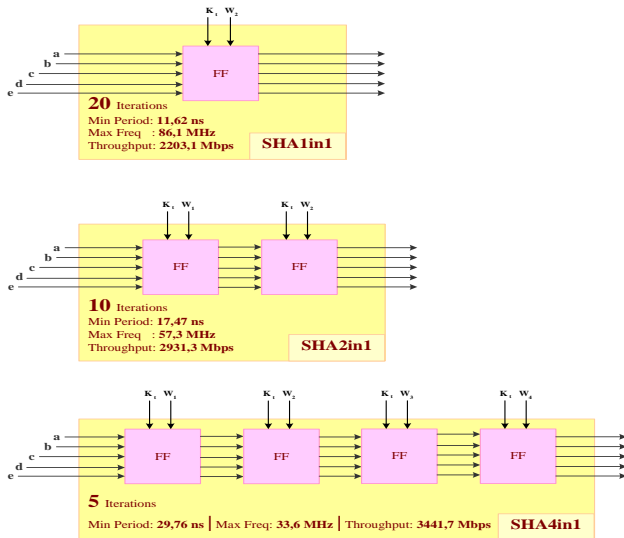 K₁ W₂
a
b
c
d
e
FF
20 Iterations
Min Period: 11,62 ns
Max Freq : 86,1 MHz
Throughput: 2203,1 Mbps
SHA1in1
K₁ W₁ K₁ W₂
a
b
c
d
e
FF FF
10 Iterations
Min Period: 17,47 ns
Max Freq : 57,3 MHz
Throughput: 2931,3 Mbps
SHA2in1
K₁ W₁ K₁ W₂ K₁ W₃ K₁ W₄
a
b
c
d
e
FF FF FF FF
5 Iterations
Min Period: 29,76 ns | Max Freq: 33,6 MHz | Throughput: 3441,7 Mbps
SHA4in1